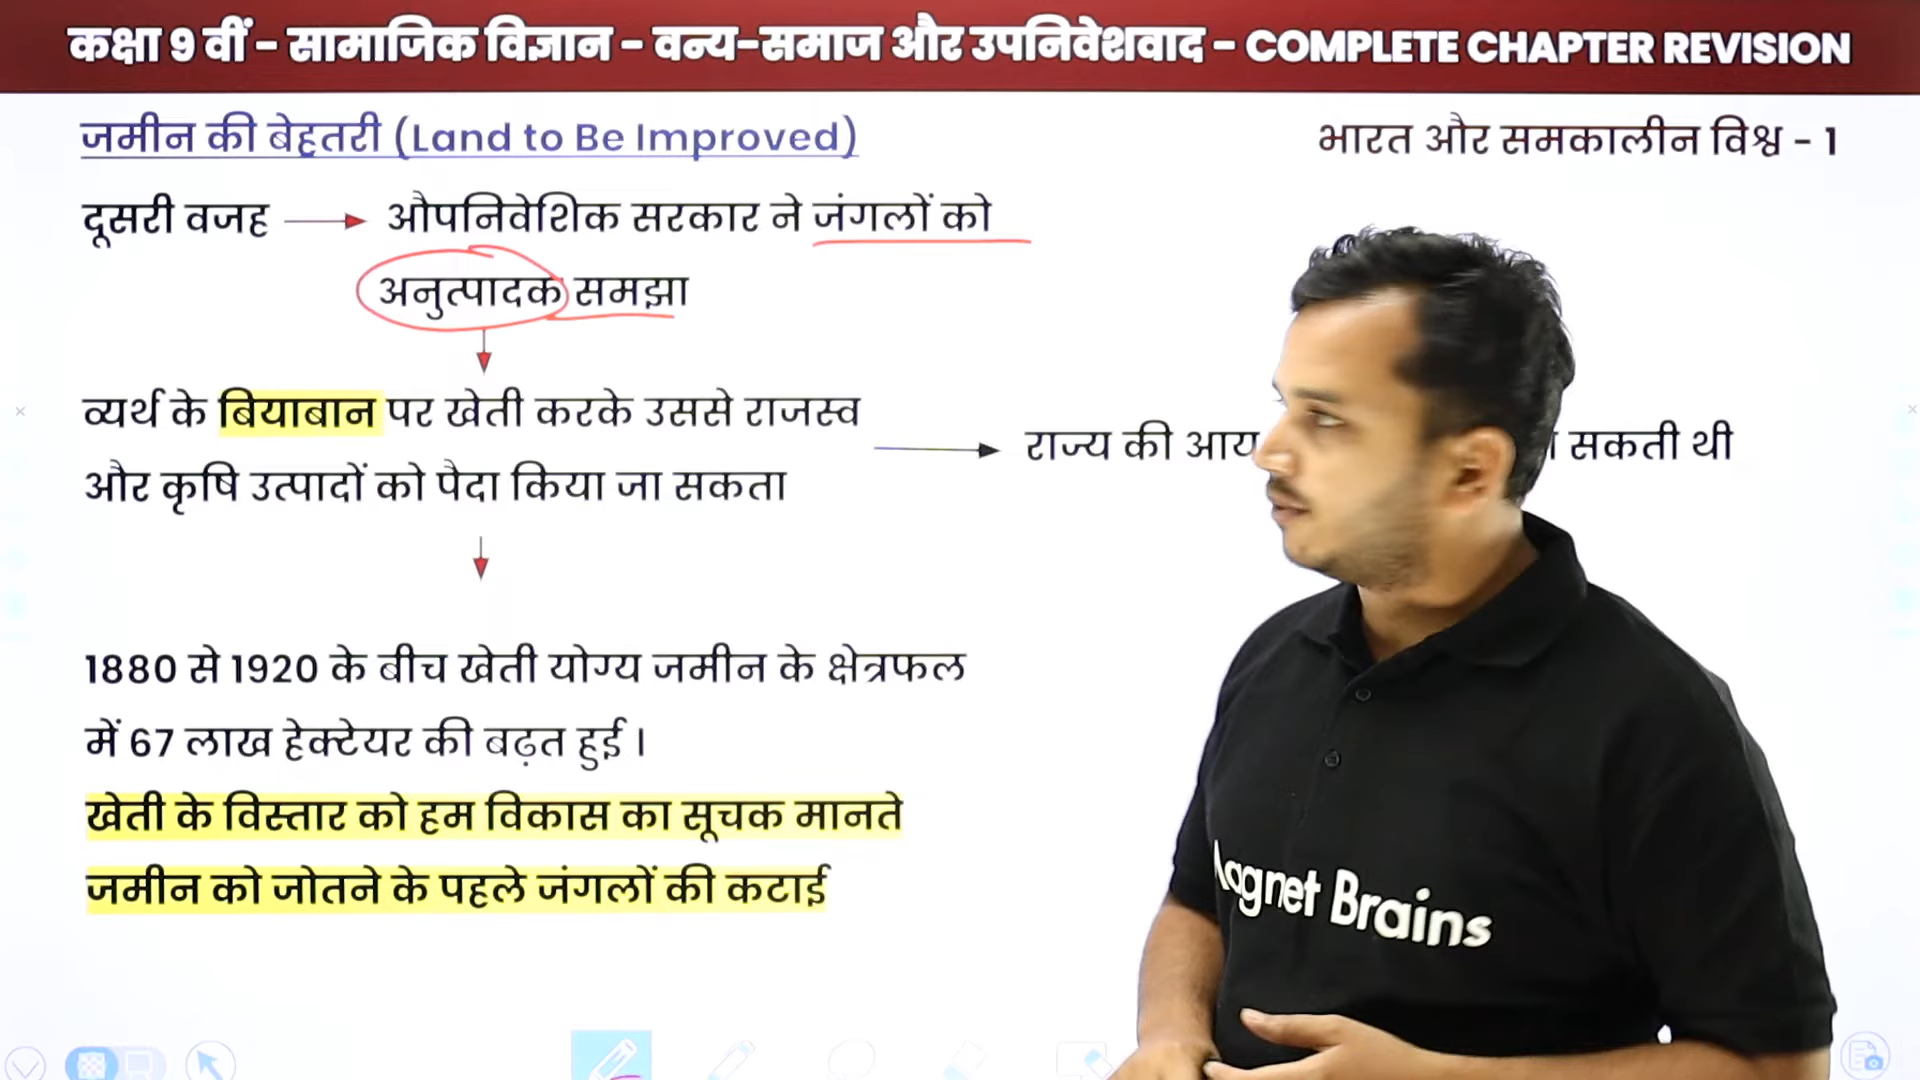 कक्षा 9 वीं - सामाजिक विज्ञान - वन्य-समाज और उपनिवेशवाद - COMPLETE CHAPTER REVISION
जमीन की बेहतरी (Land to Be Improved)
भारत और समकालीन विश्व - 1
दूसरी वजह
औपनिवेशिक सरकार ने जंगलों को
अनुत्पादक समझा
व्यर्थ के बियाबान पर खेती करके उससे राजस्व
और कृषि उत्पादों को पैदा किया जा सकता
राज्य की आय सकती थी
1880 से 1920 के बीच खेती योग्य जमीन के क्षेत्रफल
में 67 लाख हेक्टेयर की बढ़त हुई ।
खेती के विस्तार को हम विकास का सूचक मानते
जमीन को जोतने के पहले जंगलों की कटाई
Magnet Brains